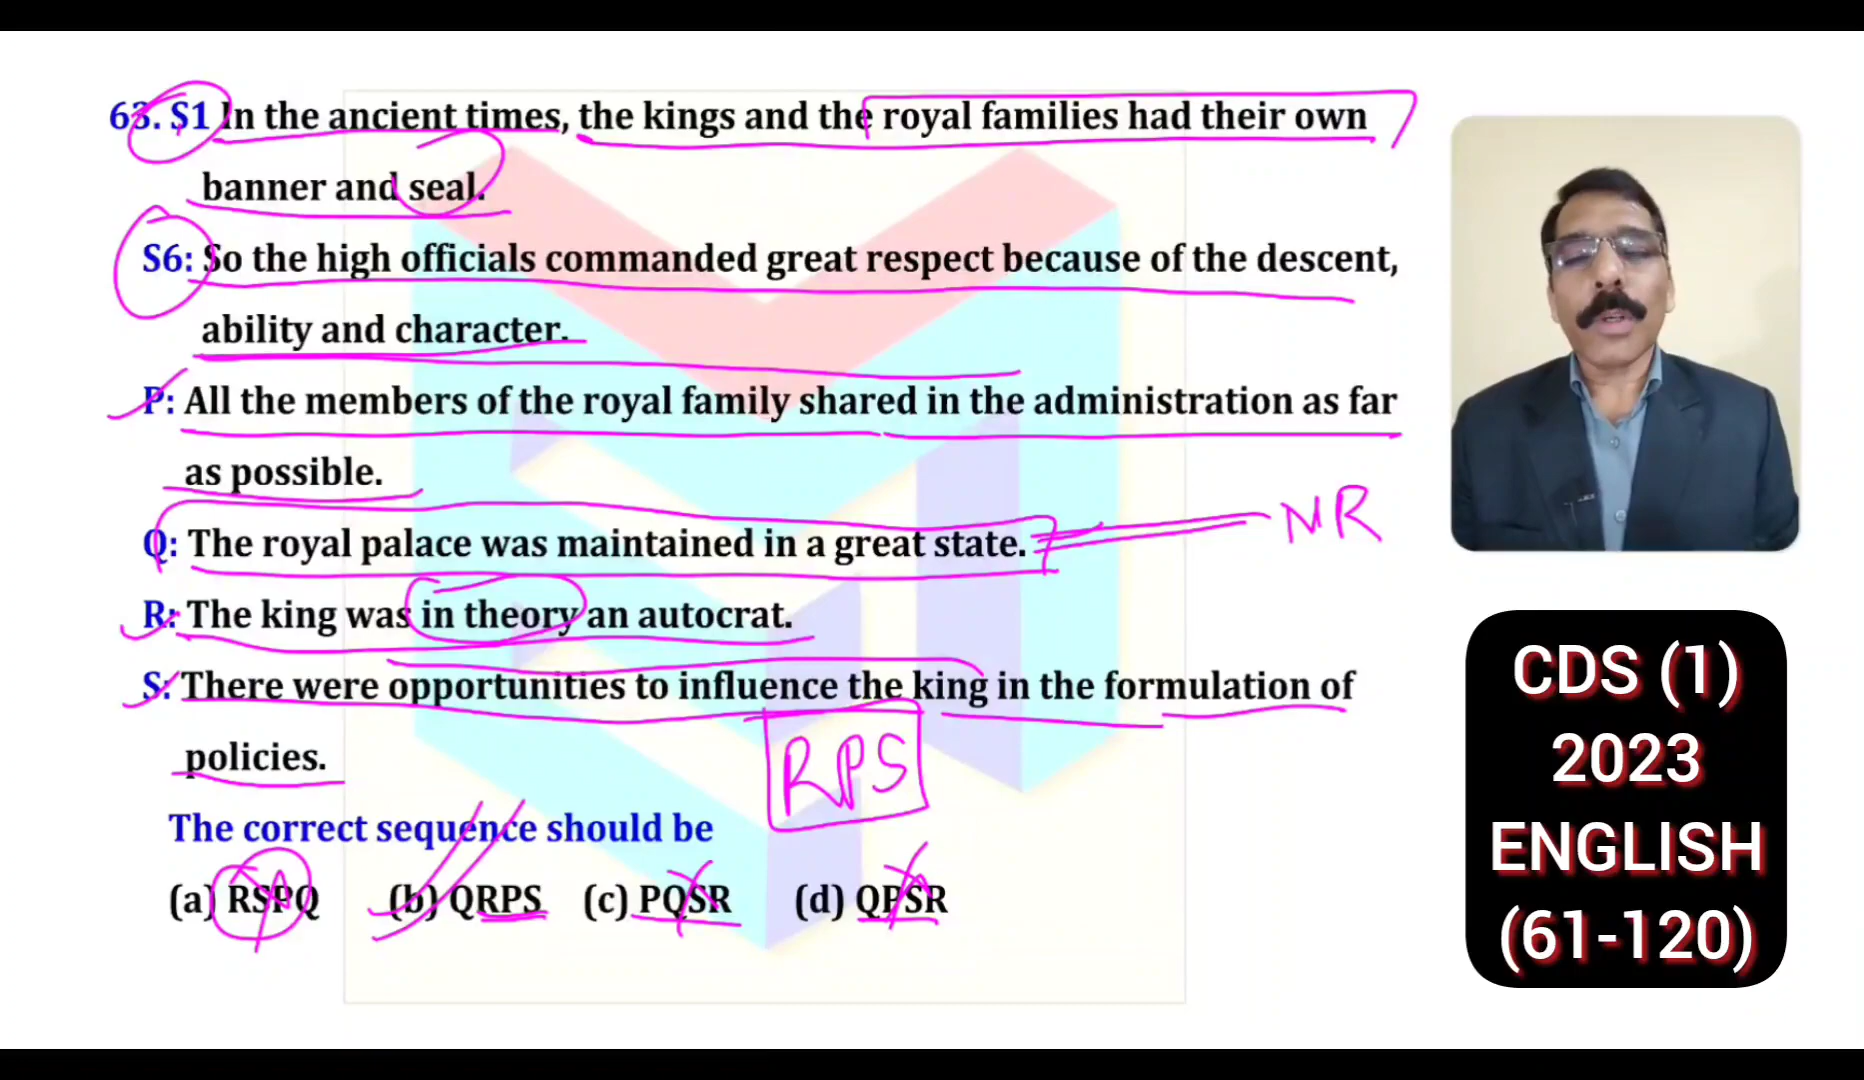 63. S1 In the ancient times, the kings and the royal families had their own
banner and seal.
S6: So the high officials commanded great respect because of the descent,
ability and character.
P: All the members of the royal family shared in the administration as far
as possible.
Q: The royal palace was maintained in a great state.
NR
R: The king was in theory an autocrat.
S: There were opportunities to influence the king in the formulation of
policies.
RPS
The correct sequence should be
(a) RSPQ (b) QRPS (c) PQSR (d) QPSR
CDS (1)
2023
ENGLISH
(61-120)